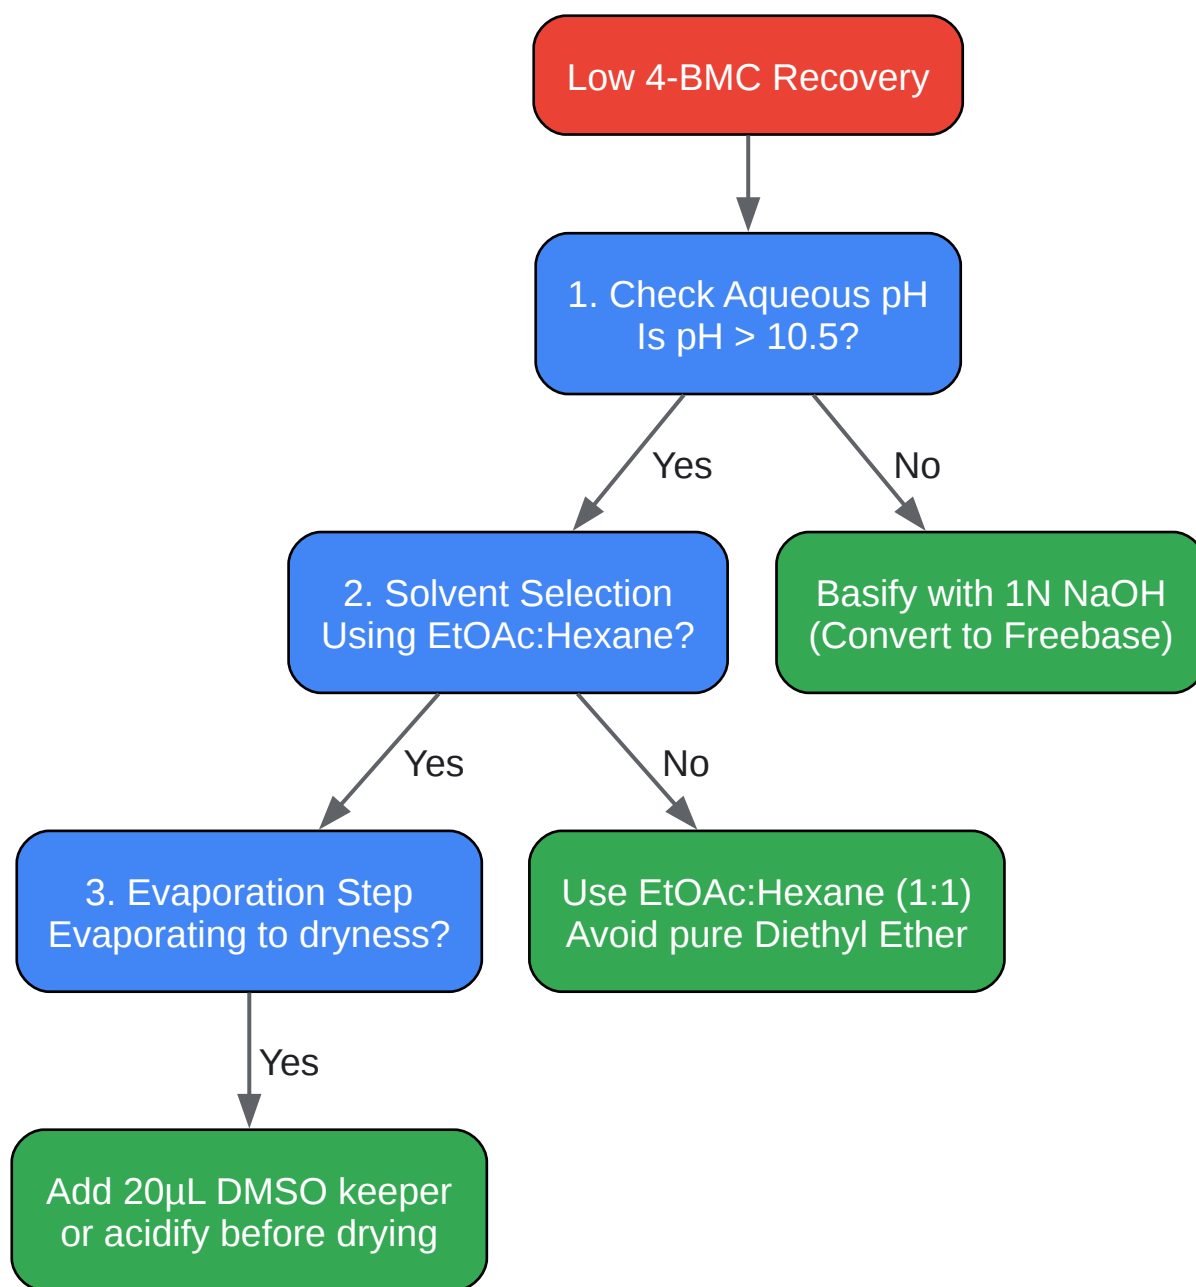 Low 4-BMC Recovery
1. Check Aqueous pH
Is pH > 10.5?
Yes
No
2. Solvent Selection
Using EtOAc:Hexane?
Basify with 1N NaOH
(Convert to Freebase)
Yes
No
3. Evaporation Step
Evaporating to dryness?
Use EtOAc:Hexane (1:1)
Avoid pure Diethyl Ether
Yes
Add 20µL DMSO keeper
or acidify before drying